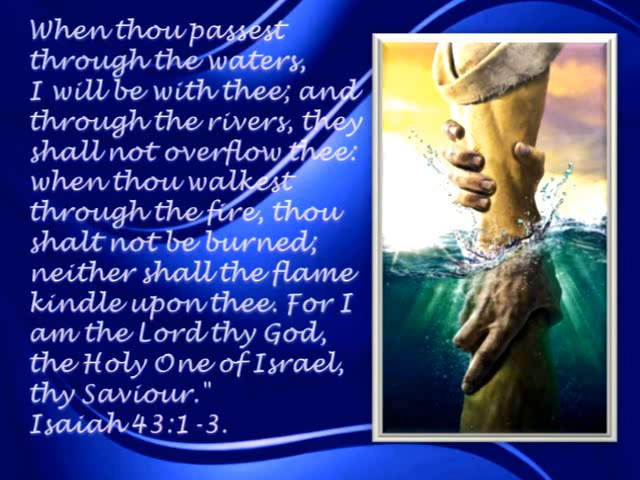 When thou passest
through the waters,
I will be with thee; and
through the rivers, they
shall not overflow thee:
when thou walkest
through the fire, thou
shalt not be burned;
neither shall the flame
kindle upon thee. For I
am the Lord thy God,
the Holy One of Israel,
thy Saviour."
Isaiah 43:1-3.